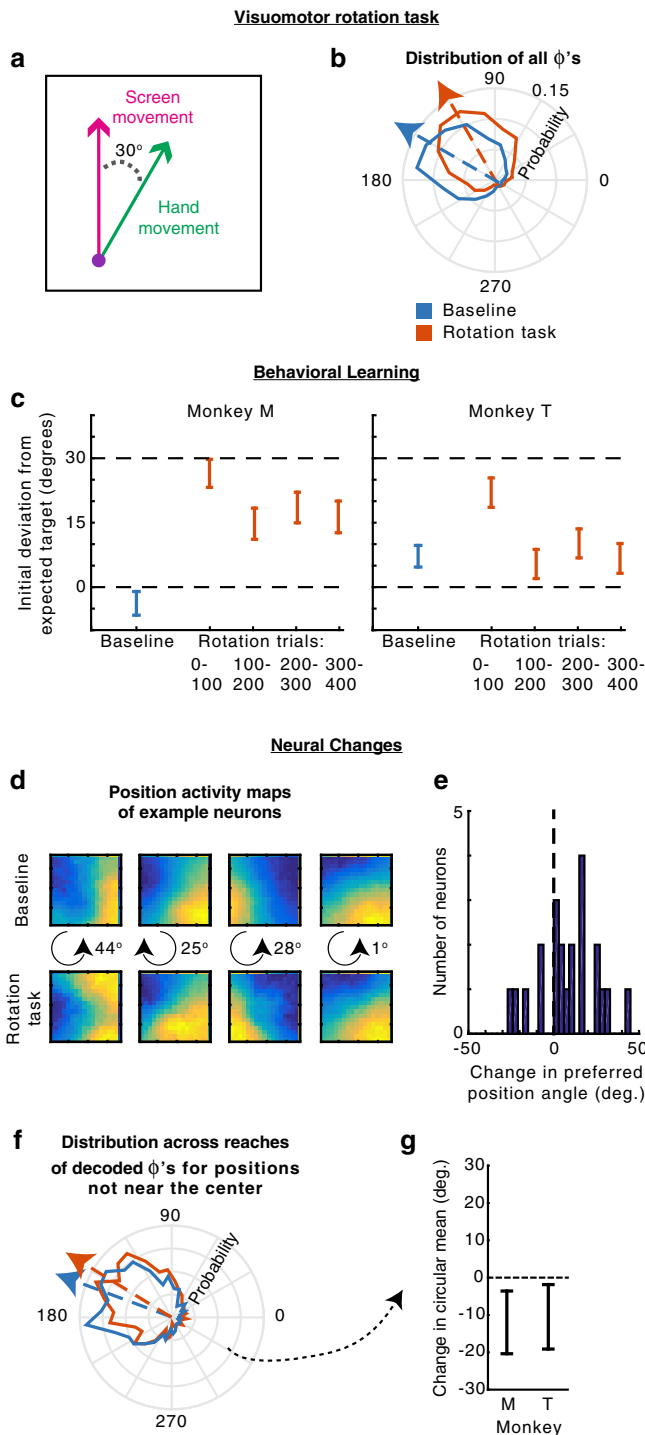 Visuomotor rotation task
a
Screen
movement
30°
Hand
movement
b
Distribution of all ϕ's
90
0.15
Probability
180
0
270
Baseline
Rotation task
Behavioral Learning
c
Monkey M
Monkey T
Initial deviation from
expected target (degrees)
30
15
0
Baseline
Rotation trials:
0-
100
100-
200
200-
300
300-
400
Baseline
Rotation trials:
0-
100
100-
200
200-
300
300-
400
Neural Changes
d
Position activity maps
of example neurons
Baseline
44°
25°
28°
1°
Rotation
task
e
Number of neurons
5
0
-50
0
50
Change in preferred
position angle (deg.)
f
Distribution across reaches
of decoded ϕ's for positions
not near the center
90
Probability
180
0
270
g
Change in circular mean (deg.)
30
20
10
0
-10
-20
-30
M
T
Monkey